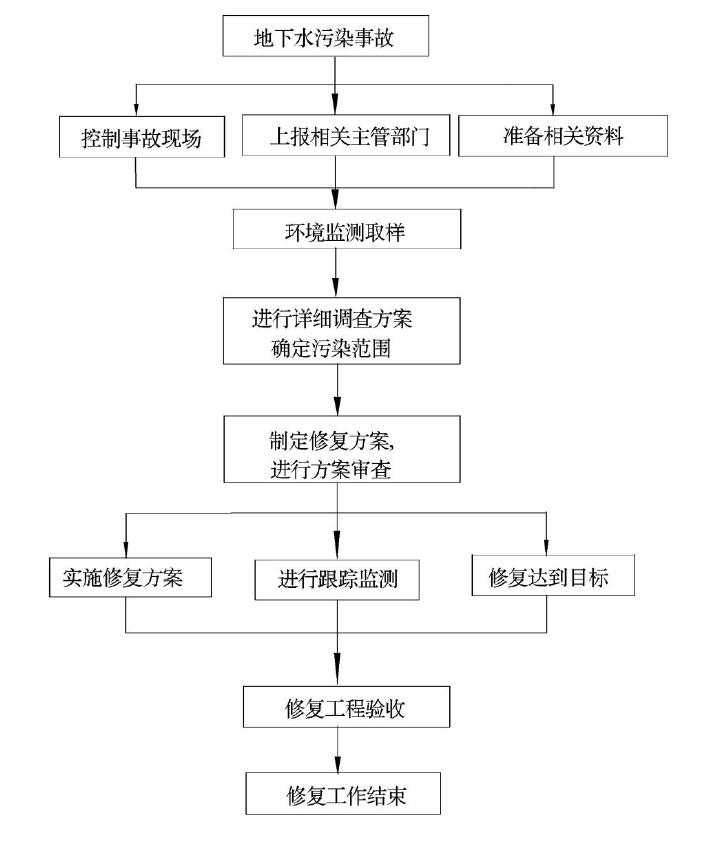 地下水污染事故
控制事故现场
上报相关主管部门
准备相关资料
环境监测取样
进行详细调查方案
确定污染范围
制定修复方案,
进行方案审查
实施修复方案
进行跟踪监测
修复达到目标
修复工程验收
修复工作结束